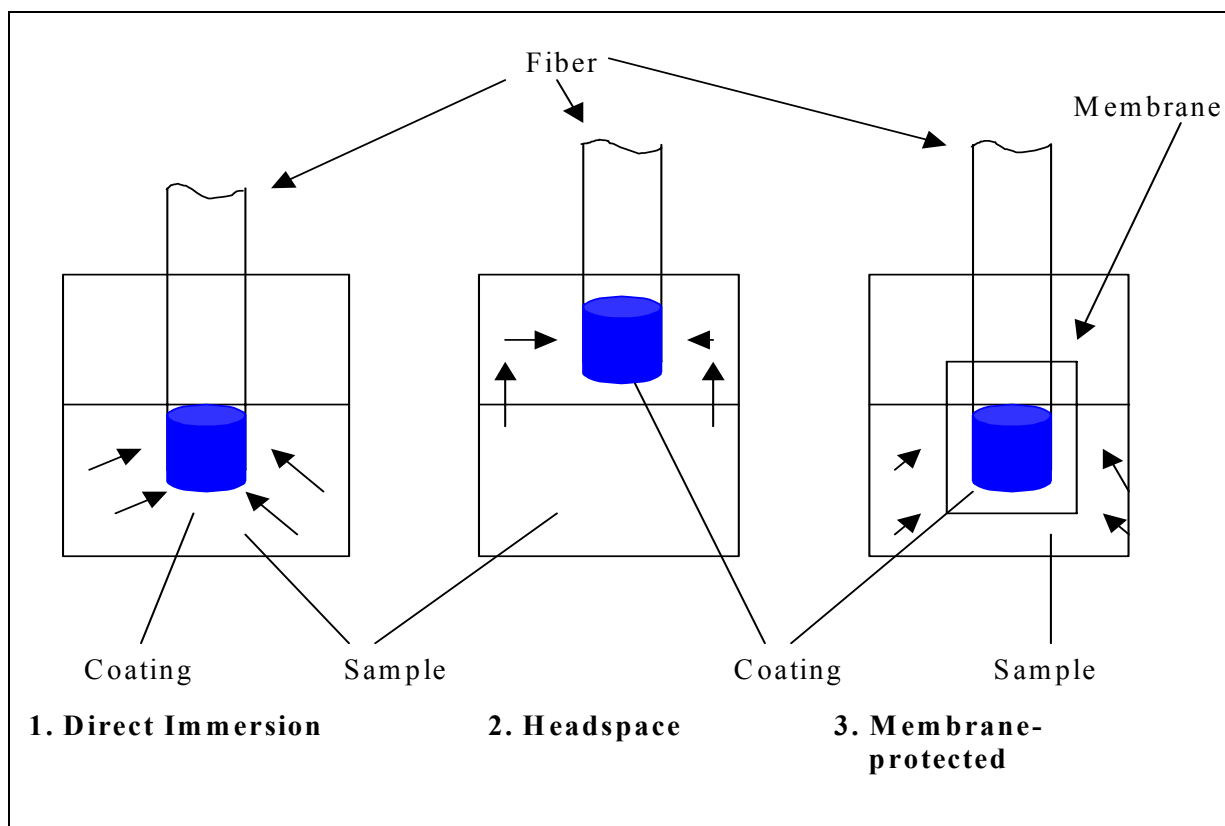 Fiber
Membrane
Coating
Sample
Coating
Sample
1. Direct Immersion
2. Headspace
3. Membrane-
protected